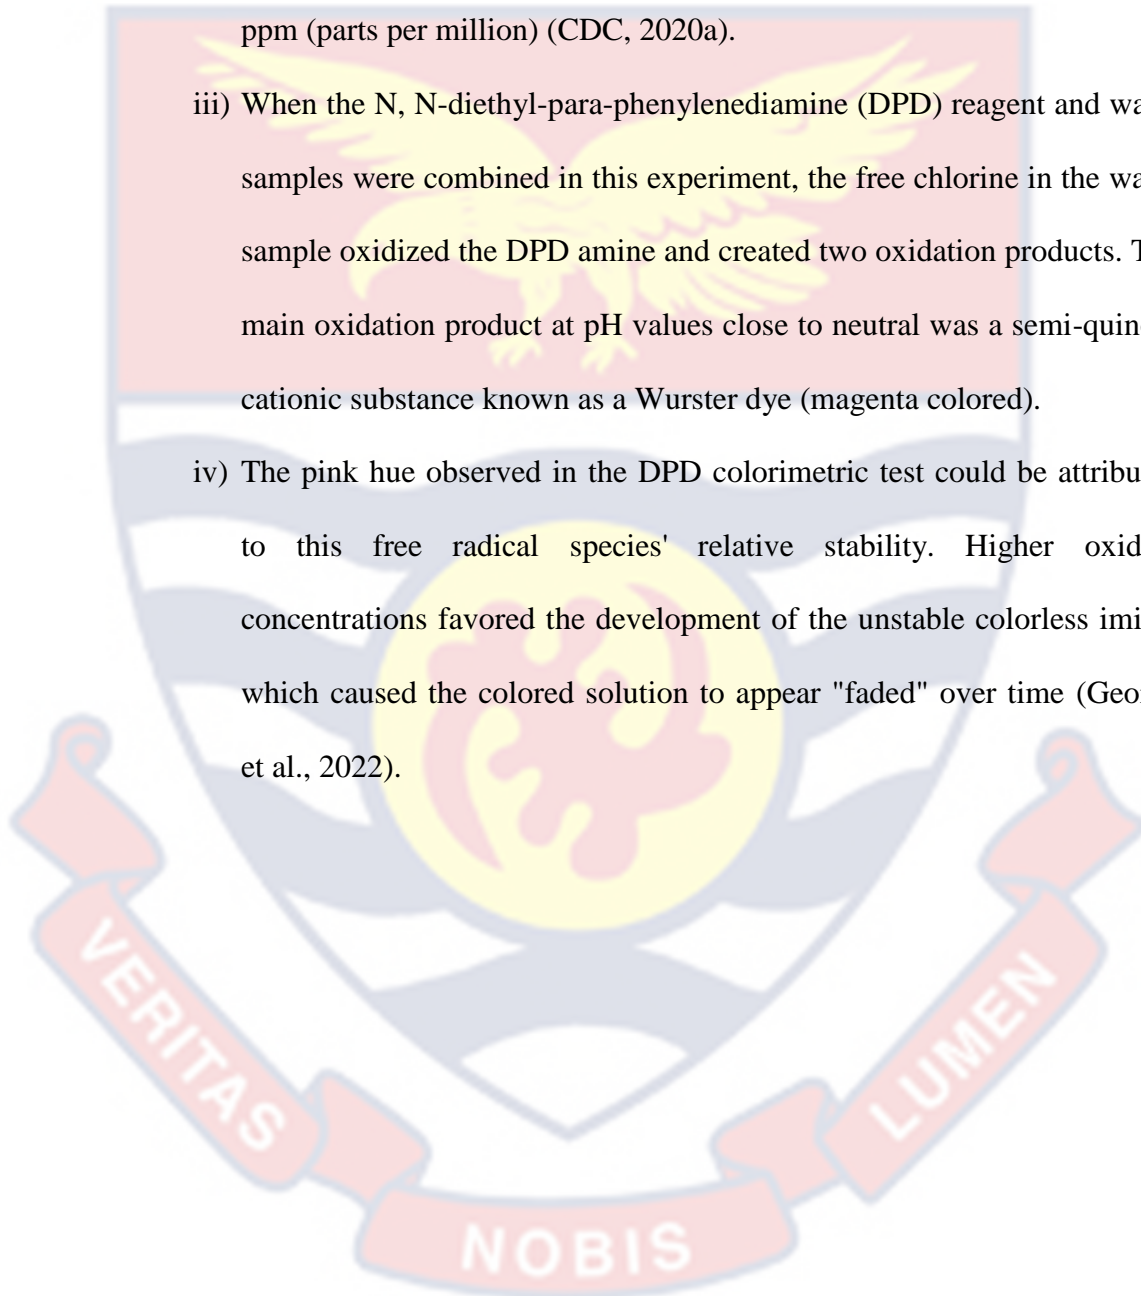 ppm (parts per million) (CDC, 2020a).
iii) When the N, N-diethyl-para-phenylenediamine (DPD) reagent and wa
samples were combined in this experiment, the free chlorine in the wa
sample oxidized the DPD amine and created two oxidation products. T
main oxidation product at pH values close to neutral was a semi-quin
cationic substance known as a Wurster dye (magenta colored).
iv) The pink hue observed in the DPD colorimetric test could be attribu
to this free radical species' relative stability. Higher oxid
concentrations favored the development of the unstable colorless imi
which caused the colored solution to appear "faded" over time (Geor
et al., 2022).
VERITAS
NOBIS
LUMEN